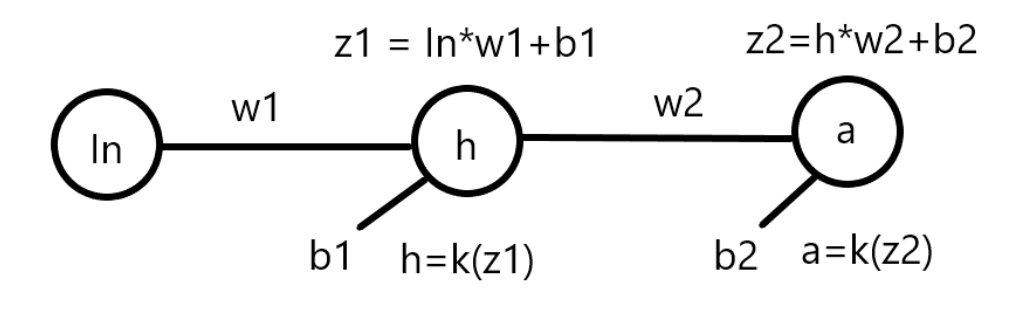 z1 = In*w1+b1
z2=h*w2+b2
w1
w2
In
h
a
b1
h=k(z1)
b2
a=k(z2)